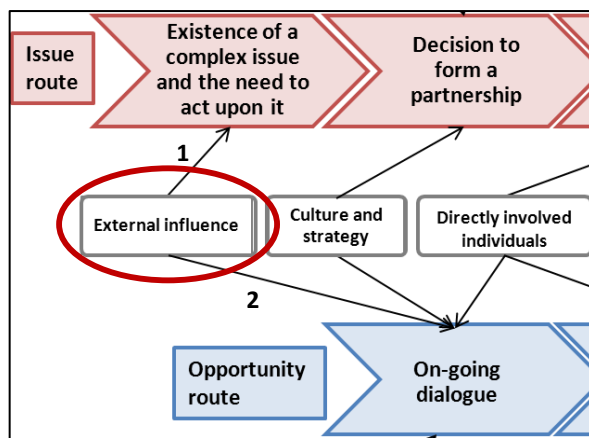 Issue
route
Existence of a
complex issue
and the need to
act upon it
Decision to
form a
partnership
1
External influence
Culture and
strategy
Directly involved
individuals
2
Opportunity
route
On-going
dialogue